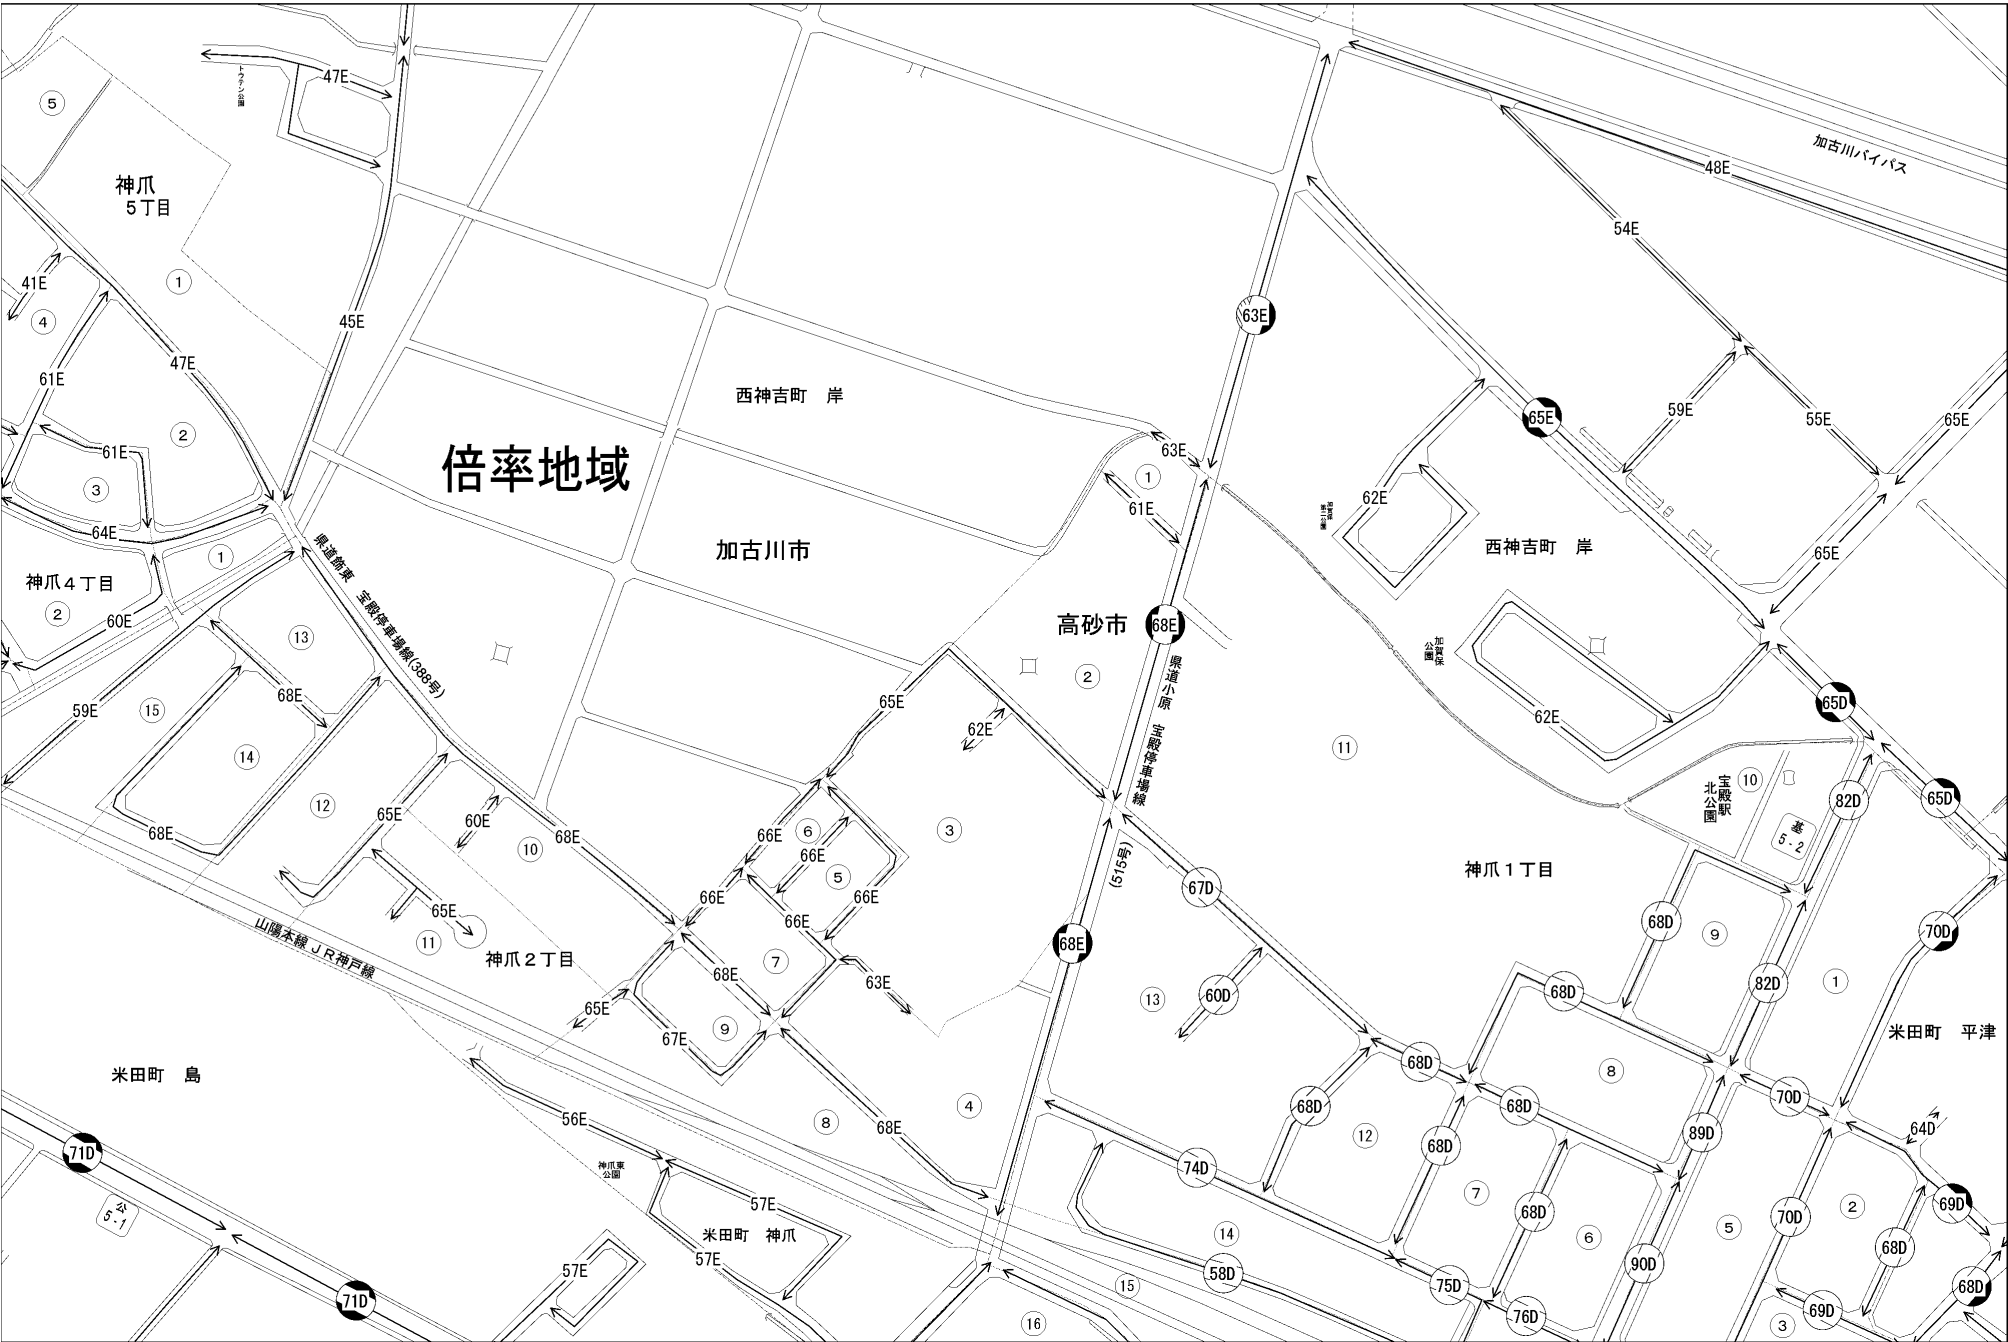 47E
トウテン公園
5
神爪
5丁目
48E
加古川バイパス
54E
1
41E
4
45E
63E
47E
61E
西神吉町 岸
65E
59E
55E
65E
2
倍率地域
61E
63E
1
3
62E
61E
64E
加古川市
西神吉町 岸
65E
1
県道飾東 宝殿停車場線(388号)
神爪4丁目
2
60E
13
高砂市
68E
加賀保
公園
県道小原 宝殿停車場線
(515号)
2
68E
15
59E
65E
62E
62E
65D
14
11
10
宝殿駅
北公園
82D
65D
12
65E
60E
68E
68E
66E
6
66E
3
基
5-2
10
5
66E
神爪1丁目
67D
66E
65E
66E
68D
9
70D
11
山陽本線JR神戸線
神爪2丁目
68E
7
63E
68E
68D
82D
1
65E
9
60D
13
67E
米田町 平津
米田町 島
68D
8
4
68D
68D
70D
56E
8
68E
12
68D
89D
64D
71D
神爪東
公園
74D
7
公
5-1
57E
68D
69D
2
米田町 神爪
14
70D
5
6
68D
57E
57E
58D
90D
15
75D
68D
71D
76D
69D
16
3